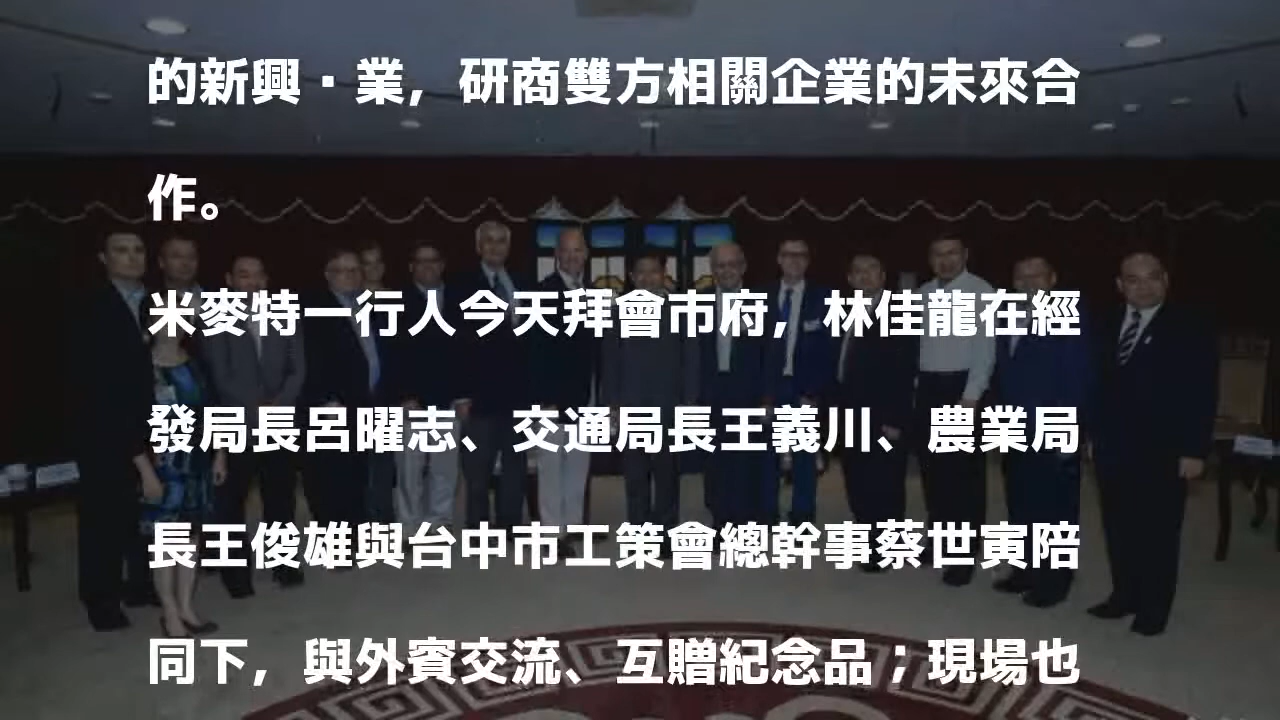 的新興▪業，研商雙方相關企業的未來合
作。
米麥特一行人今天拜會市府，林佳龍在經
發局長呂曜志、交通局長王義川、農業局
長王俊雄與台中市工策會總幹事蔡世寅陪
同下，與外賓交流、互贈紀念品；現場也